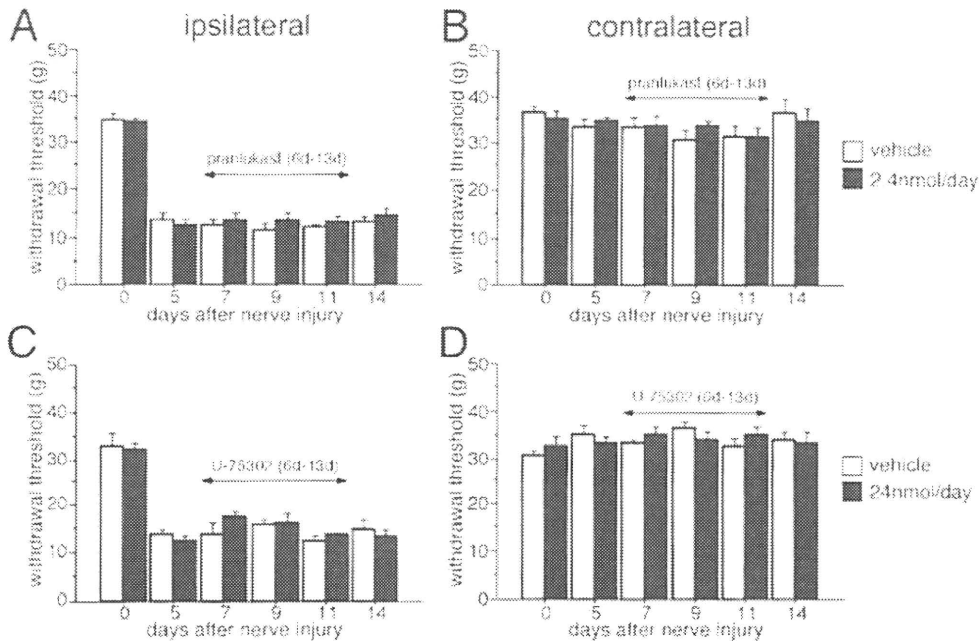 A ipsilateral
50
40
30
20
10
0
withdrawal threshold (g)
pranlukast (6d-13d)
0 5 7 9 11 14
days after nerve injury
B contralateral
50
40
30
20
10
0
withdrawal threshold (g)
pranlukast (6d-13d)
0 5 7 9 11 14
days after nerve injury
vehicle
2.4nmol/day
C
50
40
30
20
10
0
withdrawal threshold (g)
U-75302 (6d-13d)
0 5 7 9 11 14
days after nerve injury
D
50
40
30
20
10
0
withdrawal threshold (g)
U-75302 (6d-13d)
0 5 7 9 11 14
days after nerve injury
vehicle
24nmol/day